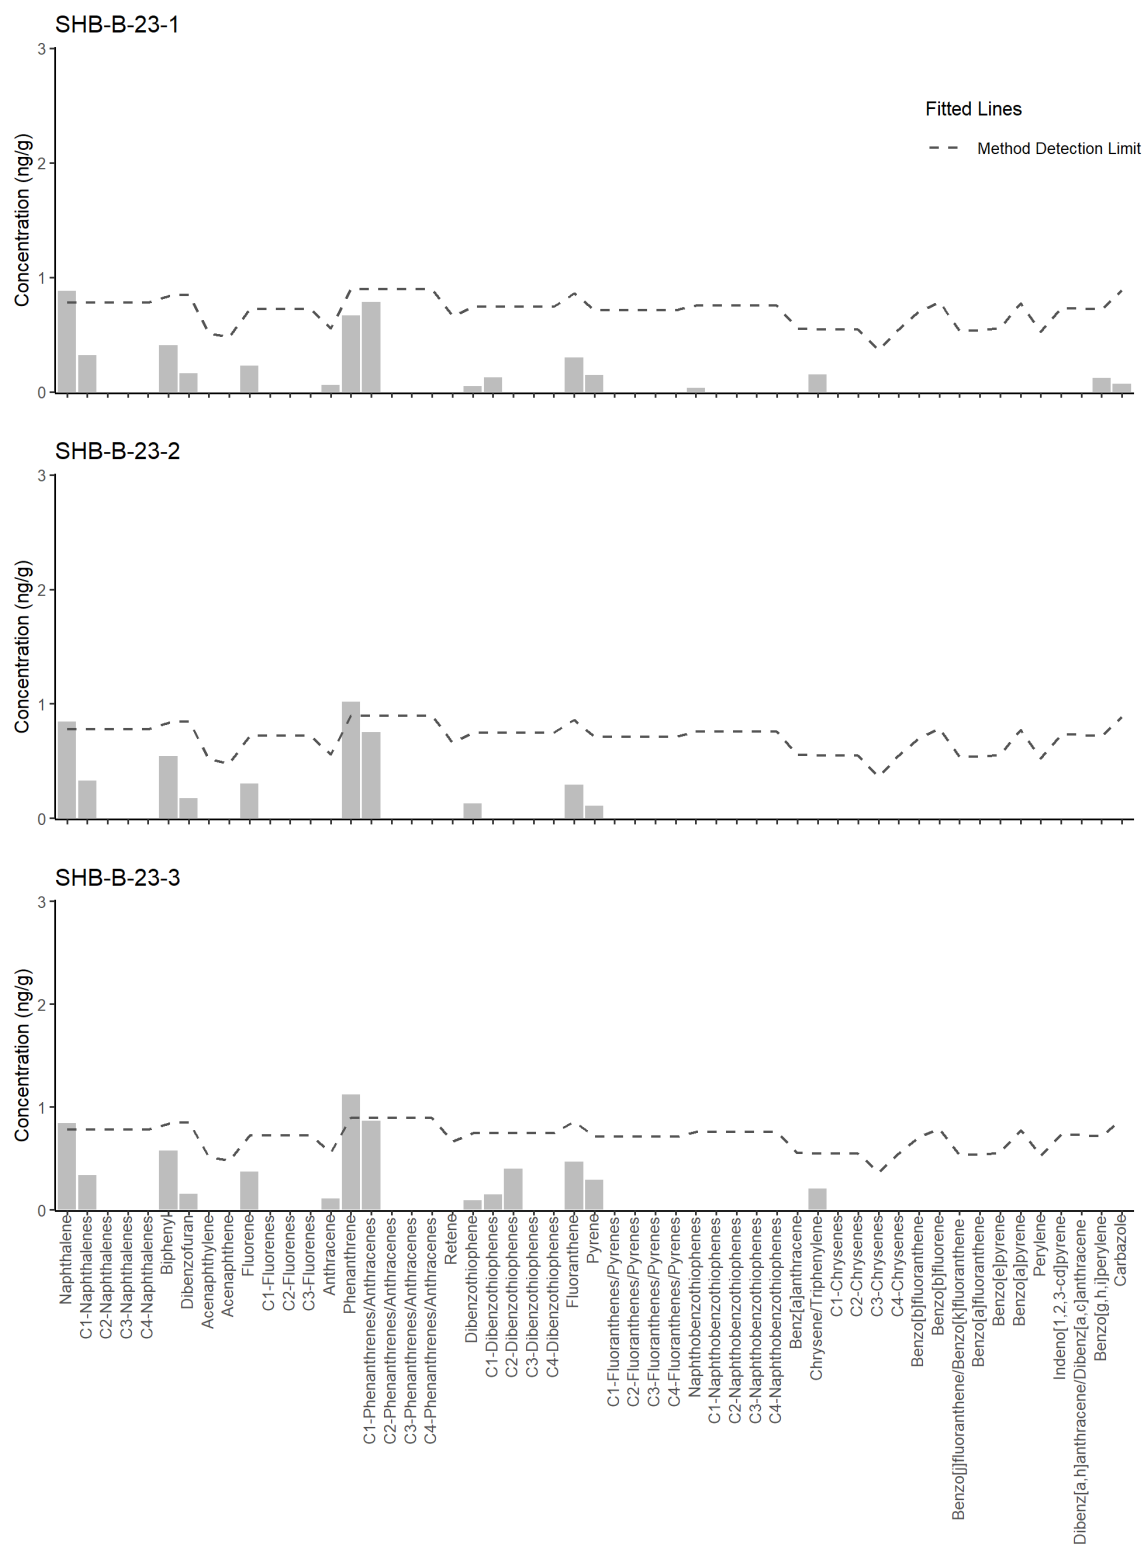 SHB-B-23-1
Concentration (ng/g)
3
2
1
0
Fitted Lines
Method Detection Limit
SHB-B-23-2
Concentration (ng/g)
3
2
1
0
SHB-B-23-3
Concentration (ng/g)
3
2
1
0
Naphthalene
C1-Naphthalenes
C2-Naphthalenes
C3-Naphthalenes
C4-Naphthalenes
Biphenyl
Dibenzofuran
Acenaphthylene
Acenaphthene
Fluorene
C1-Fluorenes
C2-Fluorenes
C3-Fluorenes
Anthracene
Phenanthrene
C1-Phenanthrenes/Anthracenes
C2-Phenanthrenes/Anthracenes
C3-Phenanthrenes/Anthracenes
C4-Phenanthrenes/Anthracenes
Retene
Dibenzothiophene
C1-Dibenzothiophenes
C2-Dibenzothiophenes
C3-Dibenzothiophenes
C4-Dibenzothiophenes
Fluoranthene
Pyrene
C1-Fluoranthenes/Pyrenes
C2-Fluoranthenes/Pyrenes
C3-Fluoranthenes/Pyrenes
C4-Fluoranthenes/Pyrenes
Naphthobenzothiophenes
C1-Naphthobenzothiophenes
C2-Naphthobenzothiophenes
C3-Naphthobenzothiophenes
C4-Naphthobenzothiophenes
Benz[a]anthracene
Chrysene/Triphenylene
C1-Chrysenes
C2-Chrysenes
C3-Chrysenes
C4-Chrysenes
Benzo[b]fluoranthene
Benzo[b]fluorene
Benzo[j]fluoranthene/Benzo[k]fluoranthene
Benzo[a]fluoranthene
Benzo[e]pyrene
Benzo[a]pyrene
Perylene
Indeno[1,2,3-cd]pyrene
Dibenz[a,h]anthracene/Dibenz[a,c]anthracene
Benzo[g,h,i]perylene
Carbazole